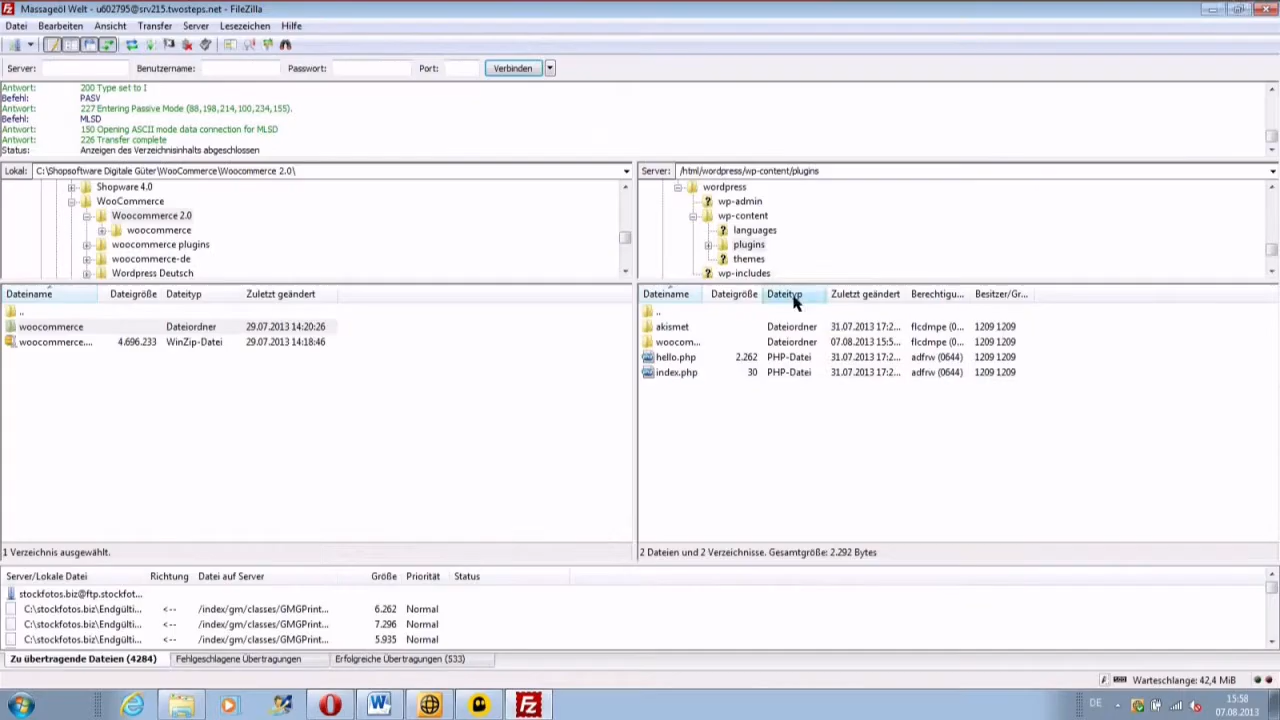 Massageöl Welt - u602795@srv215.twosteps.net - FileZilla
Datei Bearbeiten Ansicht Transfer Server Lesezeichen Hilfe
Server: Benutzername: Passwort: Port: Verbinden
Antwort: 200 Type set to I
Befehl: PASV
Antwort: 227 Entering Passive Mode (88,198,214,100,234,155).
Befehl: MLSD
Antwort: 150 Opening ASCII mode data connection for MLSD
Antwort: 226 Transfer complete
Status: Anzeigen des Verzeichnisinhalts abgeschlossen
Lokal: C:\Shopsoftware Digitale Güter\WooCommerce\Woocommerce 2.0\
Shopware 4.0
WooCommerce
Woocommerce 2.0
woocommerce
woocommerce plugins
woocommerce-de
Wordpress Deutsch
Server: /html/wordpress/wp-content/plugins
wordpress
wp-admin
wp-content
languages
plugins
themes
wp-includes
Dateiname Dateigröße Dateityp Zuletzt geändert
..
woocommerce Dateiordner 29.07.2013 14:20:26
woocommerce.... 4.696.233 WinZip-Datei 29.07.2013 14:18:46
1 Verzeichnis ausgewählt.
Dateiname Dateigröße Dateityp Zuletzt geändert Berechtigu... Besitzer/Gr...
..
akismet Dateiordner 31.07.2013 17:2... flcdmpe (0... 1209 1209
woocom... Dateiordner 07.08.2013 15:5... flcdmpe (0... 1209 1209
hello.php 2.262 PHP-Datei 31.07.2013 17:2... adfrw (0644) 1209 1209
index.php 30 PHP-Datei 31.07.2013 17:2... adfrw (0644) 1209 1209
2 Dateien und 2 Verzeichnisse. Gesamtgröße: 2.292 Bytes
Server/Lokale Datei Richtung Datei auf Server Größe Priorität Status
stockfotos.biz@ftp.stockfot...
C:\stockfotos.biz\Endgülti... <-- /index/gm/classes/GMGPrint... 6.262 Normal
C:\stockfotos.biz\Endgülti... <-- /index/gm/classes/GMGPrint... 7.296 Normal
C:\stockfotos.biz\Endgülti... <-- /index/gm/classes/GMGPrint... 5.935 Normal
Zu übertragende Dateien (4284) Fehlgeschlagene Übertragungen Erfolgreiche Übertragungen (533)
Warteschlange: 42,4 MiB
DE 15:58
07.08.2013